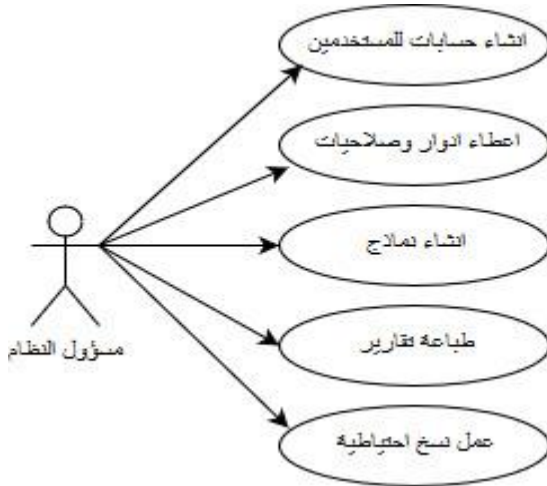 انشاء حسابات للمستخدمين
اعطاء ادوار وصلاحيات
انشاء نماذج
مسؤول النظام
طباعة تقارير
عمل نسخ احتياطية